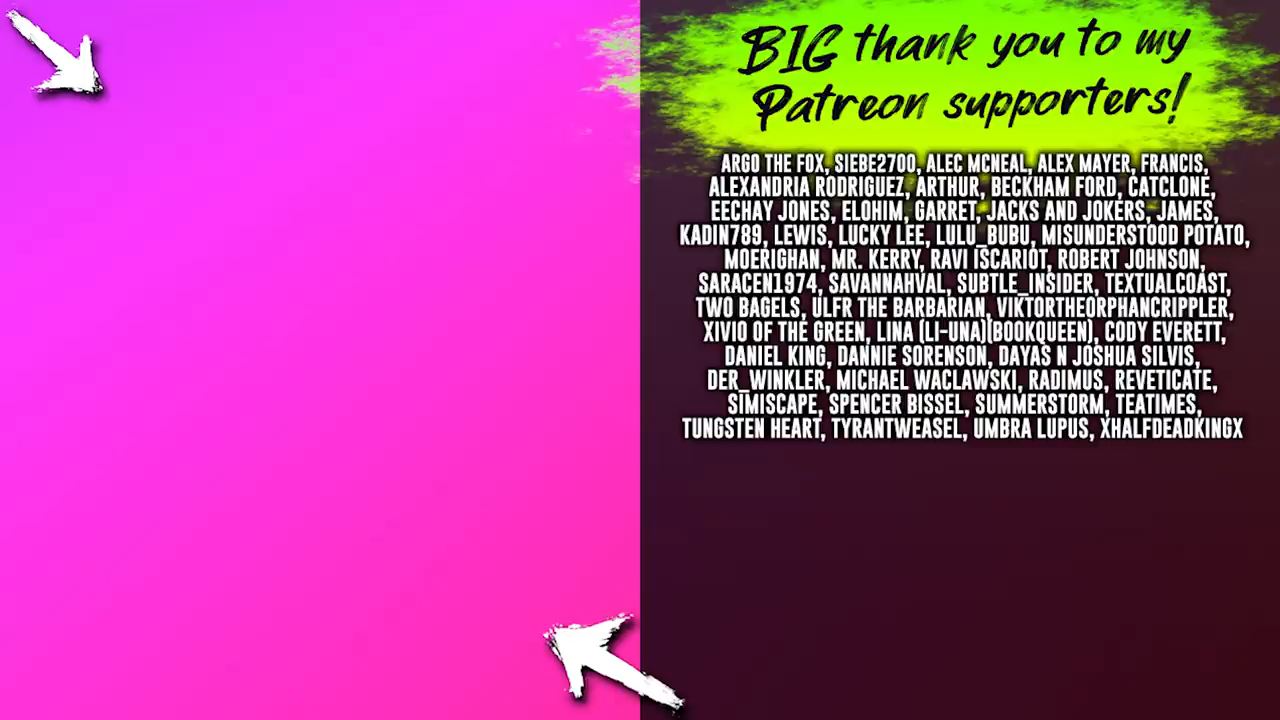 BIG thank you to my
Patreon supporters!
ARGO THE FOX, SIEBE2700, ALEC MCNEAL, ALEX MAYER, FRANCIS,
ALEXANDRIA RODRIGUEZ, ARTHUR, BECKHAM FORD, CATCLONE,
EECHAY JONES, ELOHIM, GARRET, JACKS AND JOKERS, JAMES,
KADIN789, LEWIS, LUCKY LEE, LULU_BUBU, MISUNDERSTOOD POTATO,
MOERIGHAN, MR. KERRY, RAVI ISCARIOT, ROBERT JOHNSON,
SARACEN1974, SAVANNAHVAL, SUBTLE_INSIDER, TEXTUALCOAST,
TWO BAGELS, ULFR THE BARBARIAN, VIKTORTHEORPHANCRIPPLER,
XIVIO OF THE GREEN, LINA (LI-UNA)(BOOKQUEEN), CODY EVERETT,
DANIEL KING, DANNIE SORENSON, DAYAS N JOSHUA SILVIS,
DER_WINKLER, MICHAEL WACLAWSKI, RADIMUS, REVETICATE,
SIMISCAPE, SPENCER BISSEL, SUMMERSTORM, TEATIMES,
TUNGSTEN HEART, TYRANTWEASEL, UMBRA LUPUS, XHALFDEADKINGX